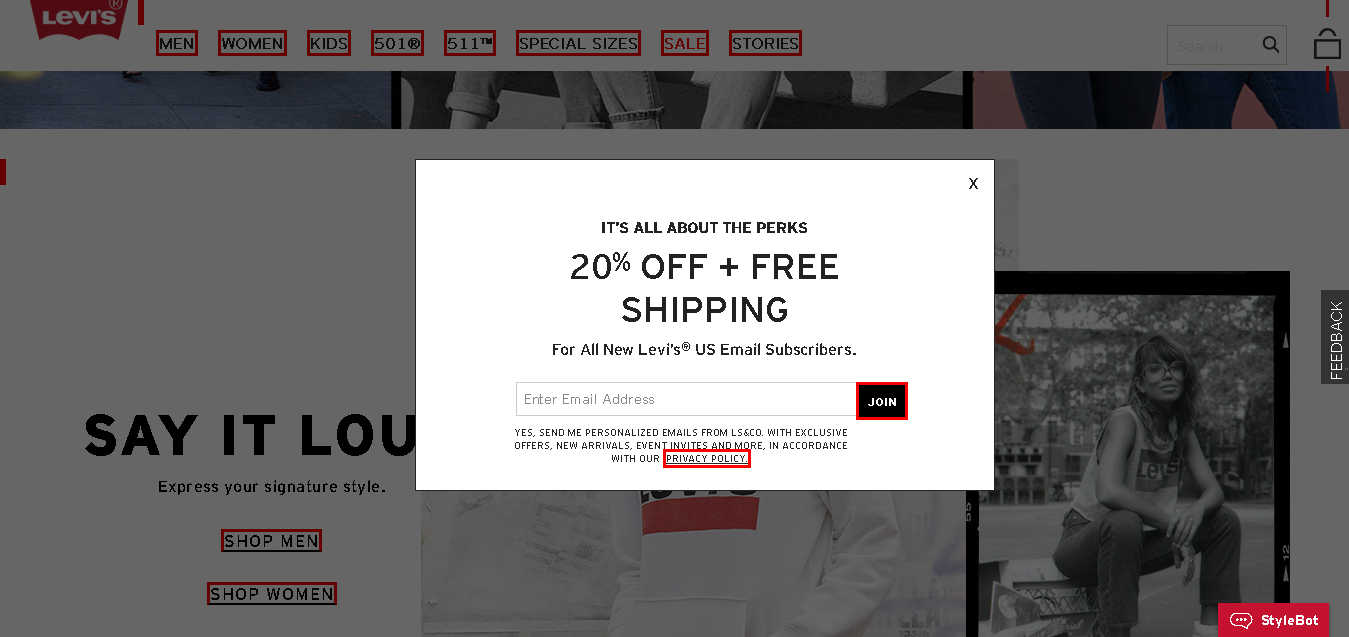 LEVI'S®
MEN WOMEN KIDS 501® 511™ SPECIAL SIZES SALE STORIES
Search
X
IT'S ALL ABOUT THE PERKS
20% OFF + FREE
SHIPPING
For All New Levi's® US Email Subscribers.
Enter Email Address
JOIN
YES, SEND ME PERSONALIZED EMAILS FROM LS&CO. WITH EXCLUSIVE
OFFERS, NEW ARRIVALS, EVENT INVITES AND MORE, IN ACCORDANCE
WITH OUR PRIVACY POLICY.
FEEDBACK
SAY IT LOU
Express your signature style.
SHOP MEN
SHOP WOMEN
LEVI'S
55
12
StyleBot